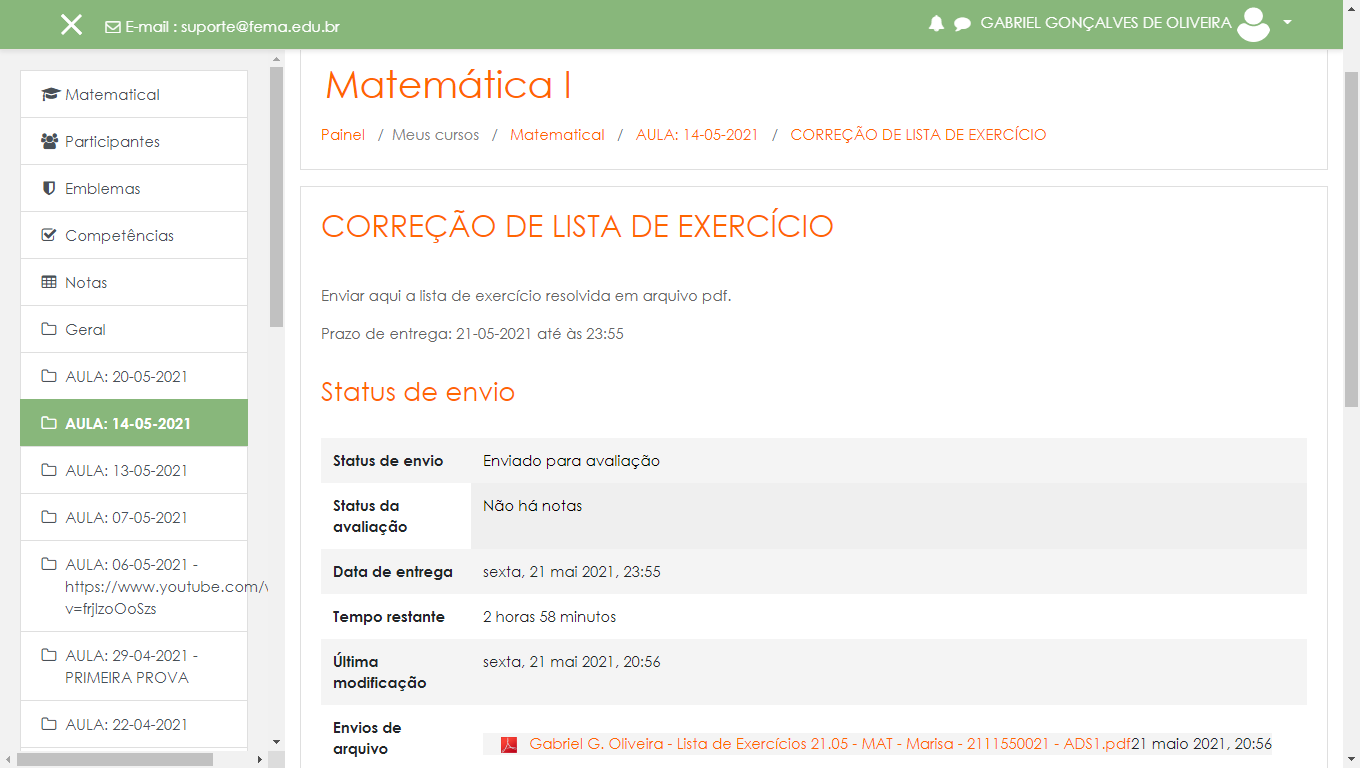 E-mail : suporte@fema.edu.br
GABRIEL GONÇALVES DE OLIVEIRA
MatematicaI
Participantes
Emblemas
Competências
Notas
Geral
AULA: 20-05-2021
AULA: 14-05-2021
AULA: 13-05-2021
AULA: 07-05-2021
AULA: 06-05-2021 -
https://www.youtube.com/
v=frjIzoOoSzs
AULA: 29-04-2021 -
PRIMEIRA PROVA
AULA: 22-04-2021
Matemática I
Painel / Meus cursos / MatematicaI / AULA: 14-05-2021 / CORREÇÃO DE LISTA DE EXERCÍCIO
CORREÇÃO DE LISTA DE EXERCÍCIO
Enviar aqui a lista de exercício resolvida em arquivo pdf.
Prazo de entrega: 21-05-2021 até às 23:55
Status de envio
Status de envio Enviado para avaliação
Status da Não há notas
avaliação
Data de entrega sexta, 21 mai 2021, 23:55
Tempo restante 2 horas 58 minutos
Última sexta, 21 mai 2021, 20:56
modificação
Envios de
arquivo Gabriel G. Oliveira - Lista de Exercícios 21.05 - MAT - Marisa - 2111550021 - ADS1.pdf21 maio 2021, 20:56